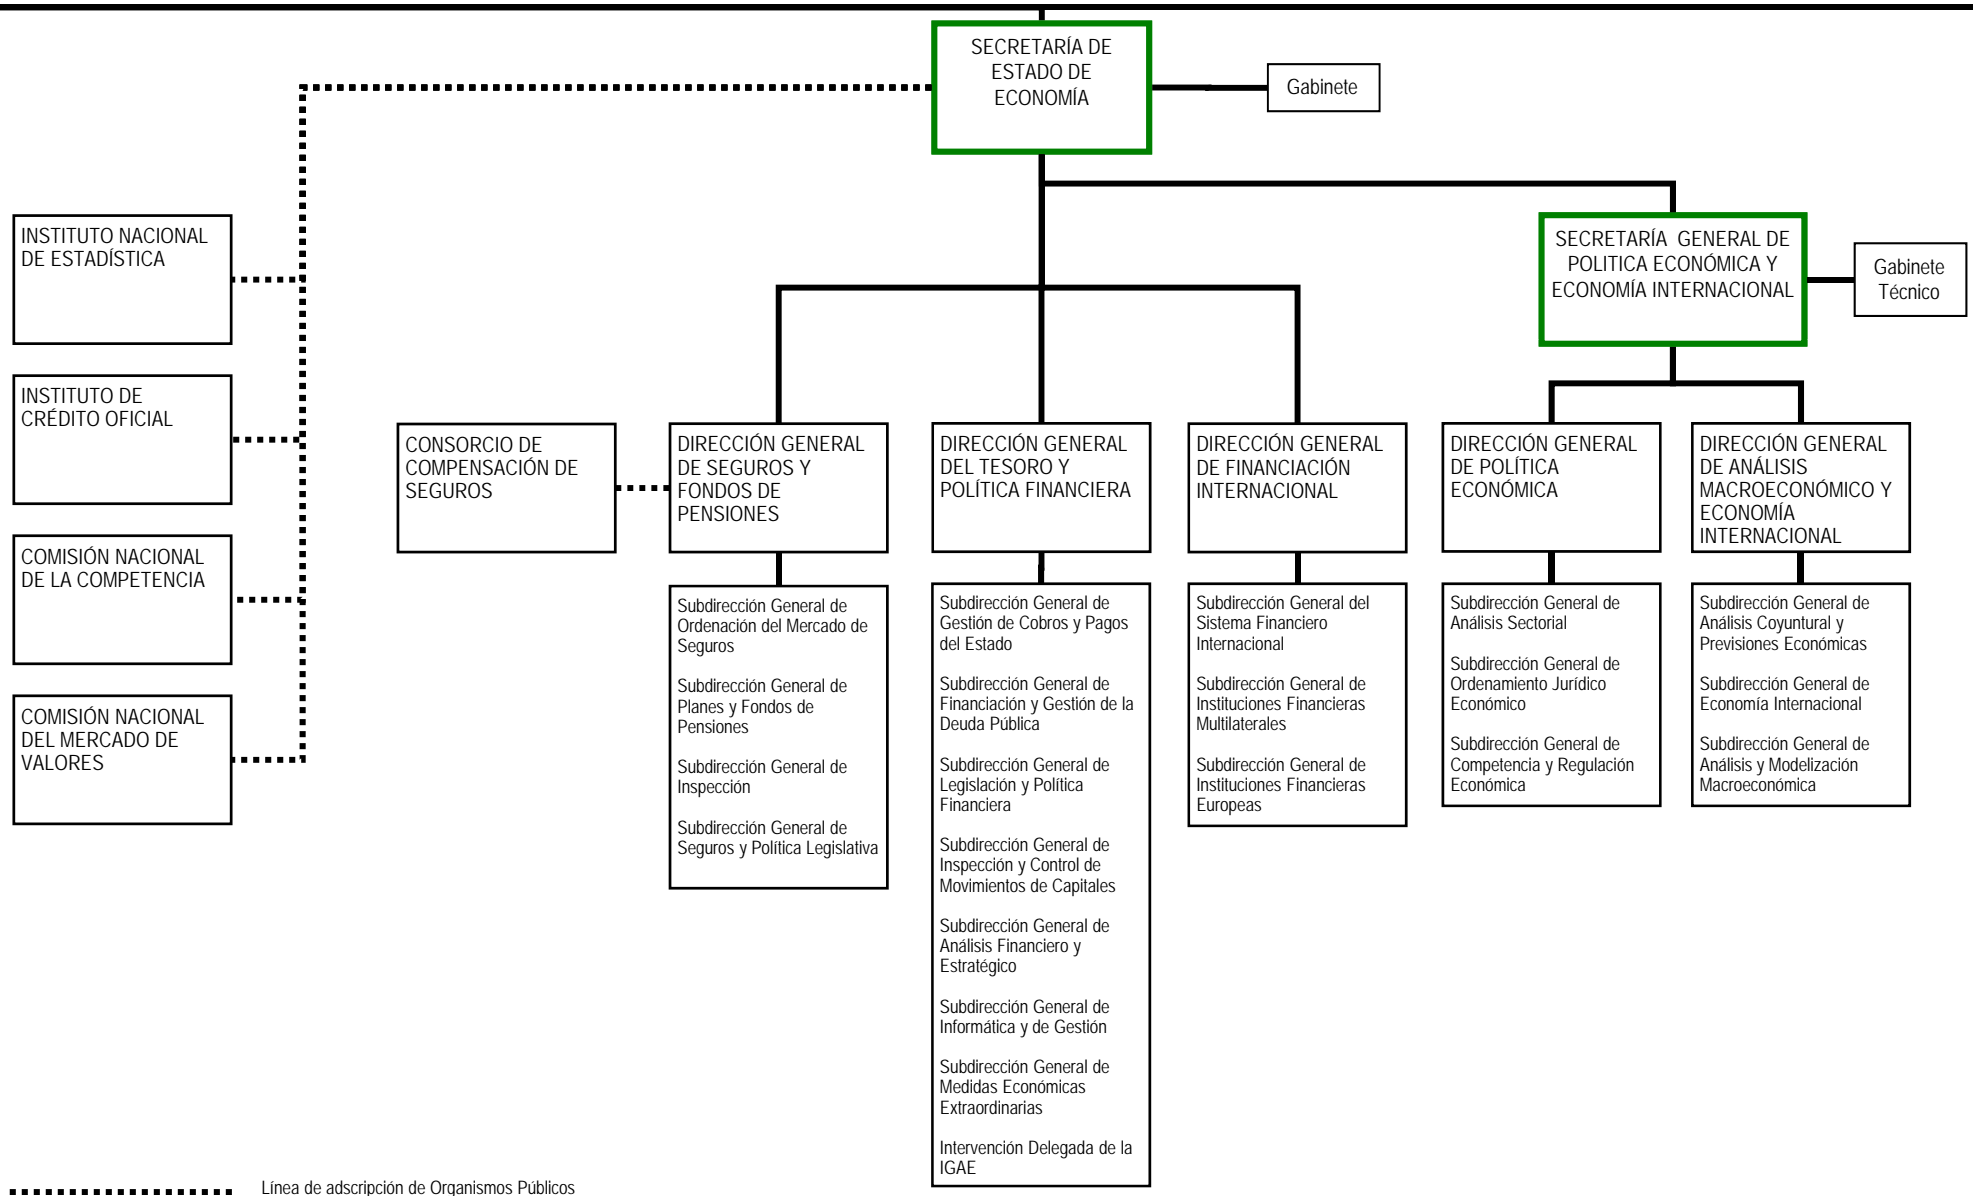 SECRETARÍA DE
ESTADO DE
ECONOMÍA
Gabinete
INSTITUTO NACIONAL
DE ESTADÍSTICA
SECRETARÍA GENERAL DE
POLITICA ECONÓMICA Y
ECONOMÍA INTERNACIONAL
Gabinete
Técnico
INSTITUTO DE
CRÉDITO OFICIAL
COMISIÓN NACIONAL
DE LA COMPETENCIA
COMISIÓN NACIONAL
DEL MERCADO DE
VALORES
CONSORCIO DE
COMPENSACIÓN DE
SEGUROS
DIRECCIÓN GENERAL
DE SEGUROS Y
FONDOS DE
PENSIONES
DIRECCIÓN GENERAL
DEL TESORO Y
POLÍTICA FINANCIERA
DIRECCIÓN GENERAL
DE FINANCIACIÓN
INTERNACIONAL
DIRECCIÓN GENERAL
DE POLÍTICA
ECONÓMICA
DIRECCIÓN GENERAL
DE ANÁLISIS
MACROECONÓMICO Y
ECONOMÍA
INTERNACIONAL
Subdirección General de
Ordenación del Mercado de
Seguros
Subdirección General de
Planes y Fondos de
Pensiones
Subdirección General de
Inspección
Subdirección General de
Seguros y Política Legislativa
Subdirección General de
Gestión de Cobros y Pagos
del Estado
Subdirección General de
Financiación y Gestión de la
Deuda Pública
Subdirección General de
Legislación y Política
Financiera
Subdirección General de
Inspección y Control de
Movimientos de Capitales
Subdirección General de
Análisis Financiero y
Estratégico
Subdirección General de
Informática y de Gestión
Subdirección General de
Medidas Económicas
Extraordinarias
Intervención Delegada de la
IGAE
Subdirección General del
Sistema Financiero
Internacional
Subdirección General de
Instituciones Financieras
Multilaterales
Subdirección General de
Instituciones Financieras
Europeas
Subdirección General de
Análisis Sectorial
Subdirección General de
Ordenamiento Jurídico
Económico
Subdirección General de
Competencia y Regulación
Económica
Subdirección General de
Análisis Coyuntural y
Previsiones Económicas
Subdirección General de
Economía Internacional
Subdirección General de
Análisis y Modelización
Macroeconómica
Línea de adscripción de Organismos Públicos